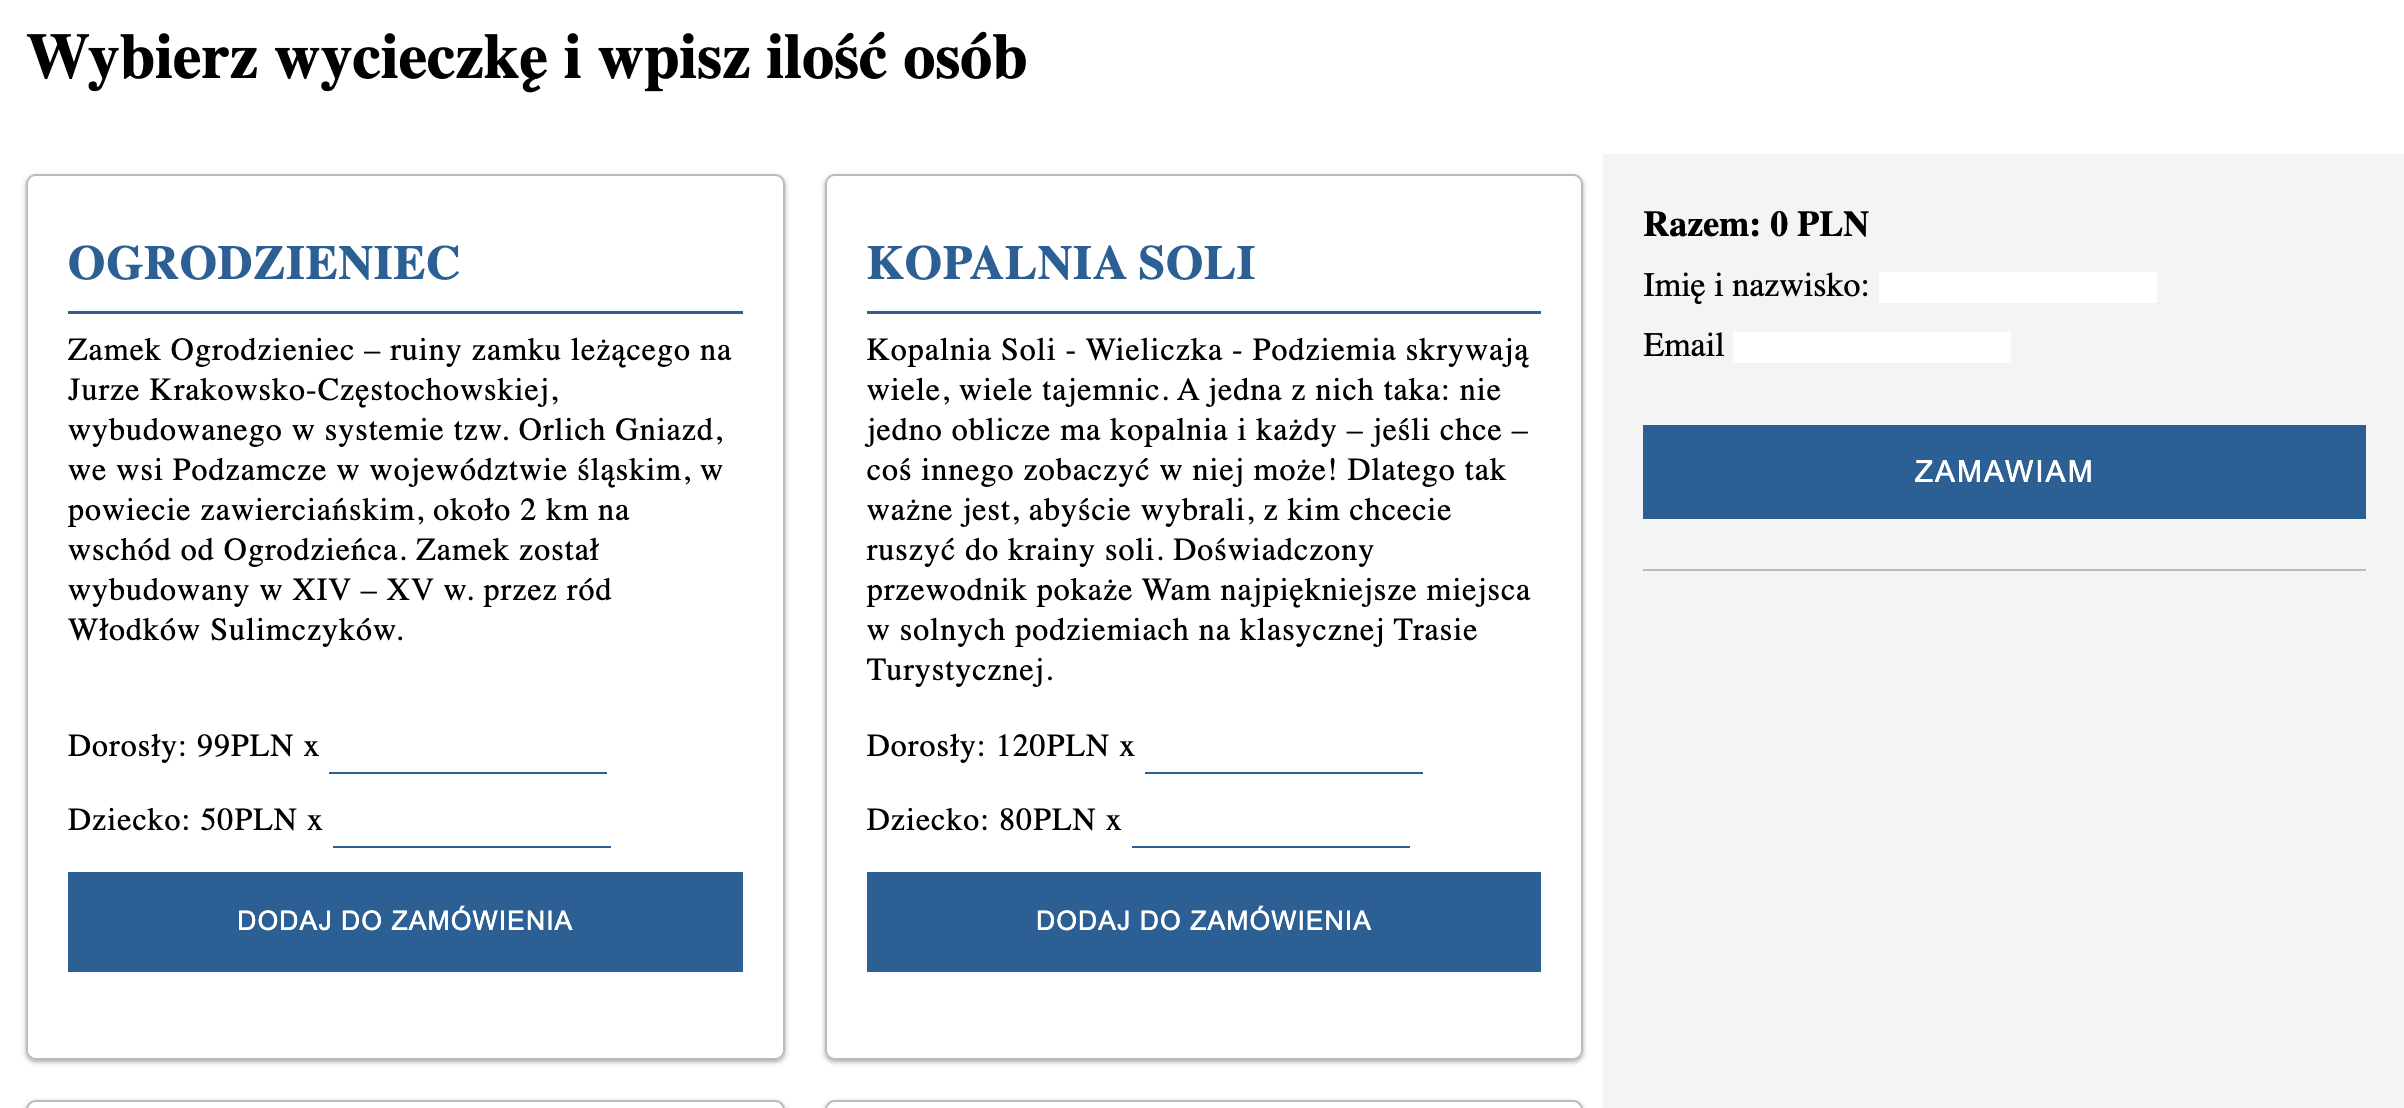 Wybierz wycieczkę i wpisz ilość osób
OGRODZIENIEC
Zamek Ogrodzieniec – ruiny zamku leżącego na
Jurze Krakowsko-Częstochowskiej,
wybudowanego w systemie tzw. Orlich Gniazd,
we wsi Podzamcze w województwie śląskim, w
powiecie zawierciańskim, około 2 km na
wschód od Ogrodzieńca. Zamek został
wybudowany w XIV – XV w. przez ród
Włodków Sulimczyków.
Dorosły: 99PLN x
Dziecko: 50PLN x
DODAJ DO ZAMÓWIENIA
KOPALNIA SOLI
Kopalnia Soli - Wieliczka - Podziemia skrywają
wiele, wiele tajemnic. A jedna z nich taka: nie
jedno oblicze ma kopalnia i każdy – jeśli chce –
coś innego zobaczyć w niej może! Dlatego tak
ważne jest, abyście wybrali, z kim chcecie
ruszyć do krainy soli. Doświadczony
przewodnik pokaże Wam najpiękniejsze miejsca
w solnych podziemiach na klasycznej Trasie
Turystycznej.
Dorosły: 120PLN x
Dziecko: 80PLN x
DODAJ DO ZAMÓWIENIA
Razem: 0 PLN
Imię i nazwisko:
Email
ZAMAWIAM